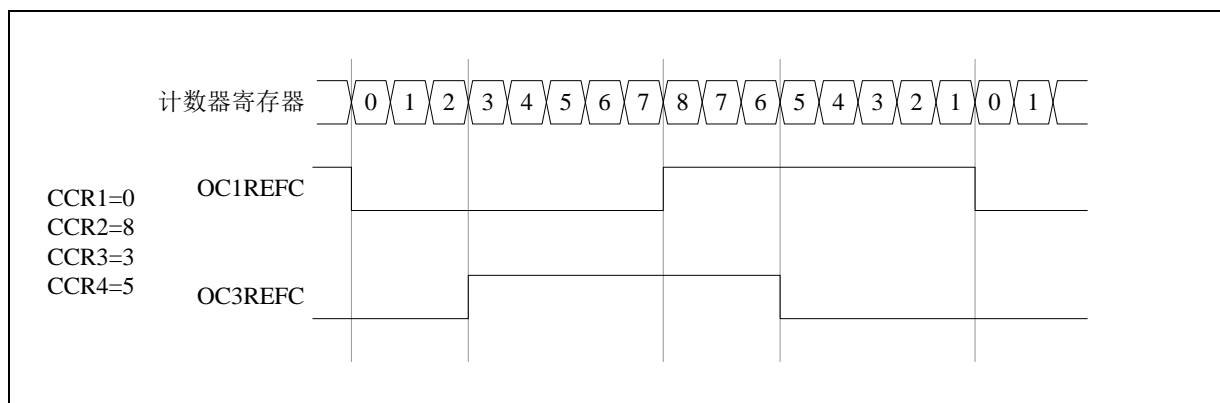 计数器寄存器 0 1 2 3 4 5 6 7 8 7 6 5 4 3 2 1 0 1
OC1REFC
CCR1=0
CCR2=8
CCR3=3
CCR4=5
OC3REFC